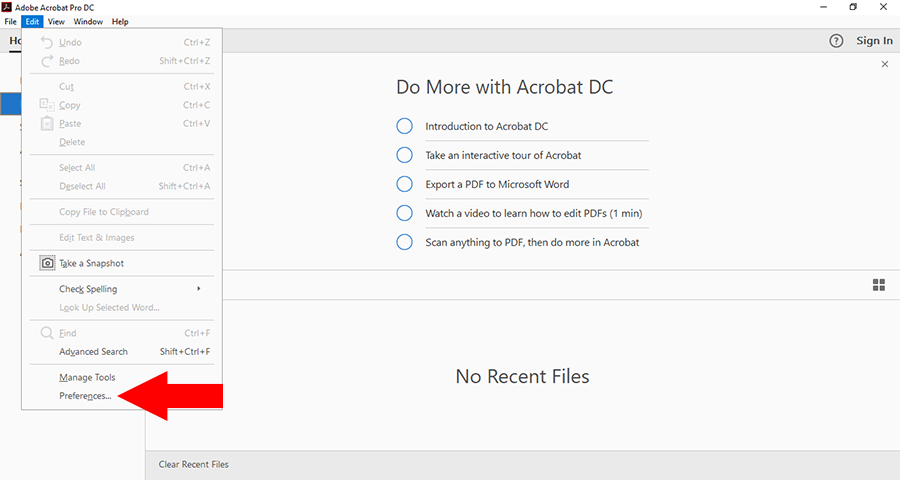 Adobe Acrobat Pro DC
File Edit View Window Help
Ho
Sign In
Undo Ctrl+Z
Redo Shift+Ctrl+Z
Cut Ctrl+X
Copy Ctrl+C
Paste Ctrl+V
Delete
Select All Ctrl+A
Deselect All Shift+Ctrl+A
Copy File to Clipboard
Edit Text & Images
Take a Snapshot
Check Spelling
Look Up Selected Word...
Find Ctrl+F
Advanced Search Shift+Ctrl+F
Manage Tools
Preferences...
Do More with Acrobat DC
Introduction to Acrobat DC
Take an interactive tour of Acrobat
Export a PDF to Microsoft Word
Watch a video to learn how to edit PDFs (1 min)
Scan anything to PDF, then do more in Acrobat
No Recent Files
Clear Recent Files